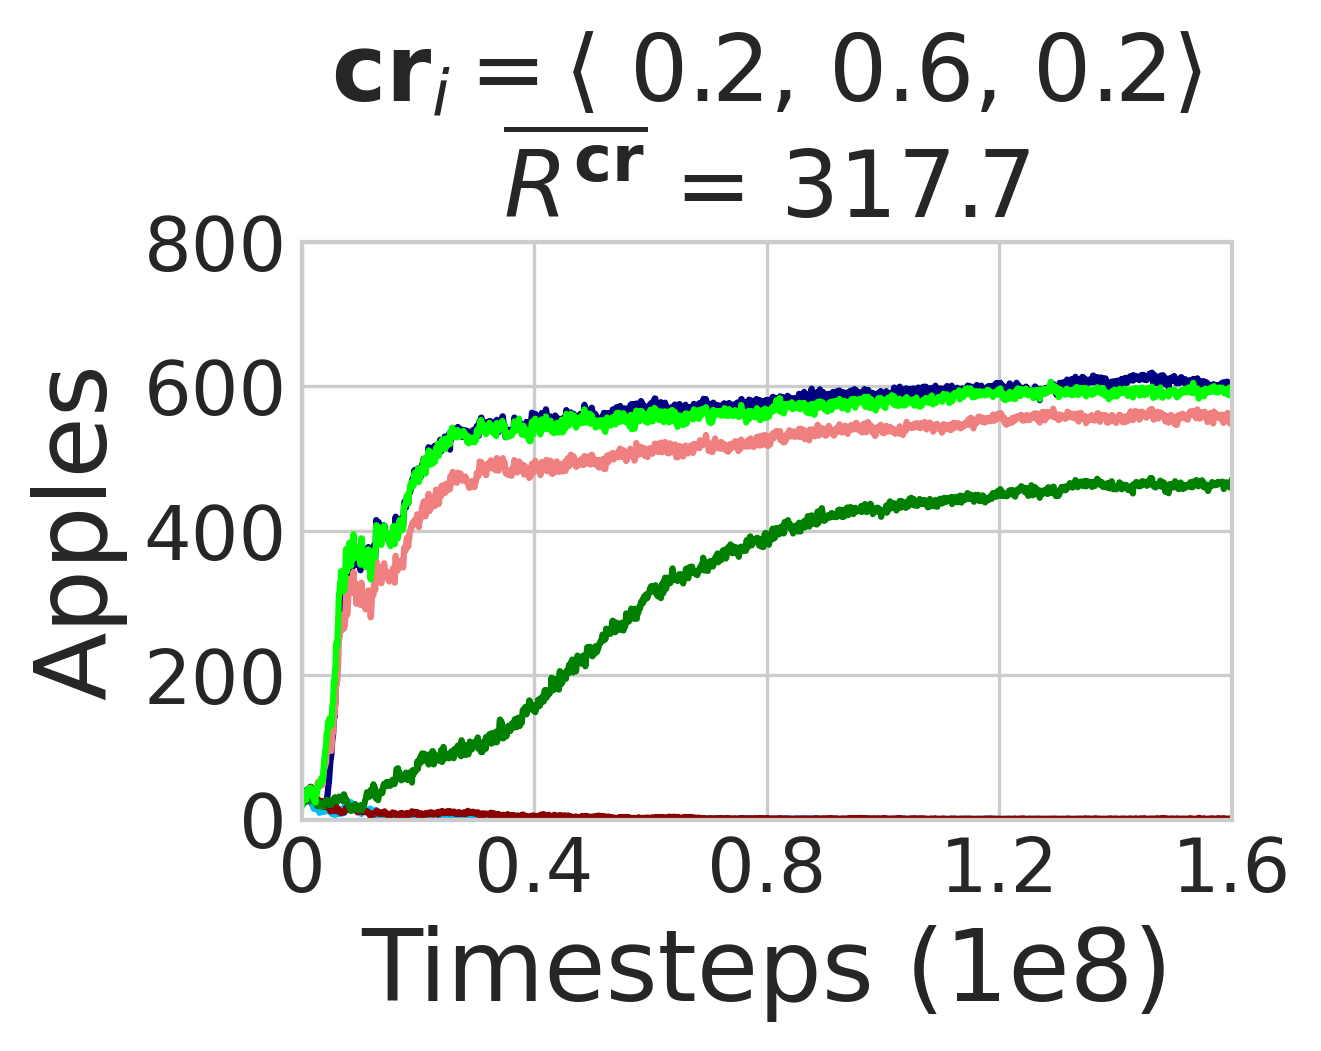 cr_i = ⟨ 0.2, 0.6, 0.2⟩
R^cr = 317.7
800
600
400
200
0
0 0.4 0.8 1.2 1.6
Apples
Timesteps (1e8)